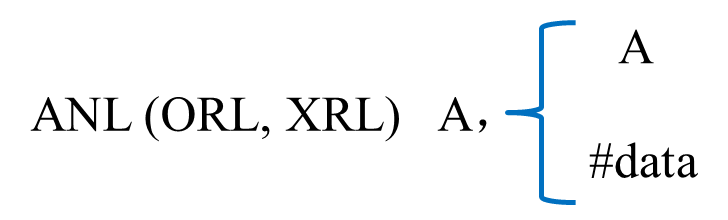 A
ANL (ORL, XRL) A，
#data